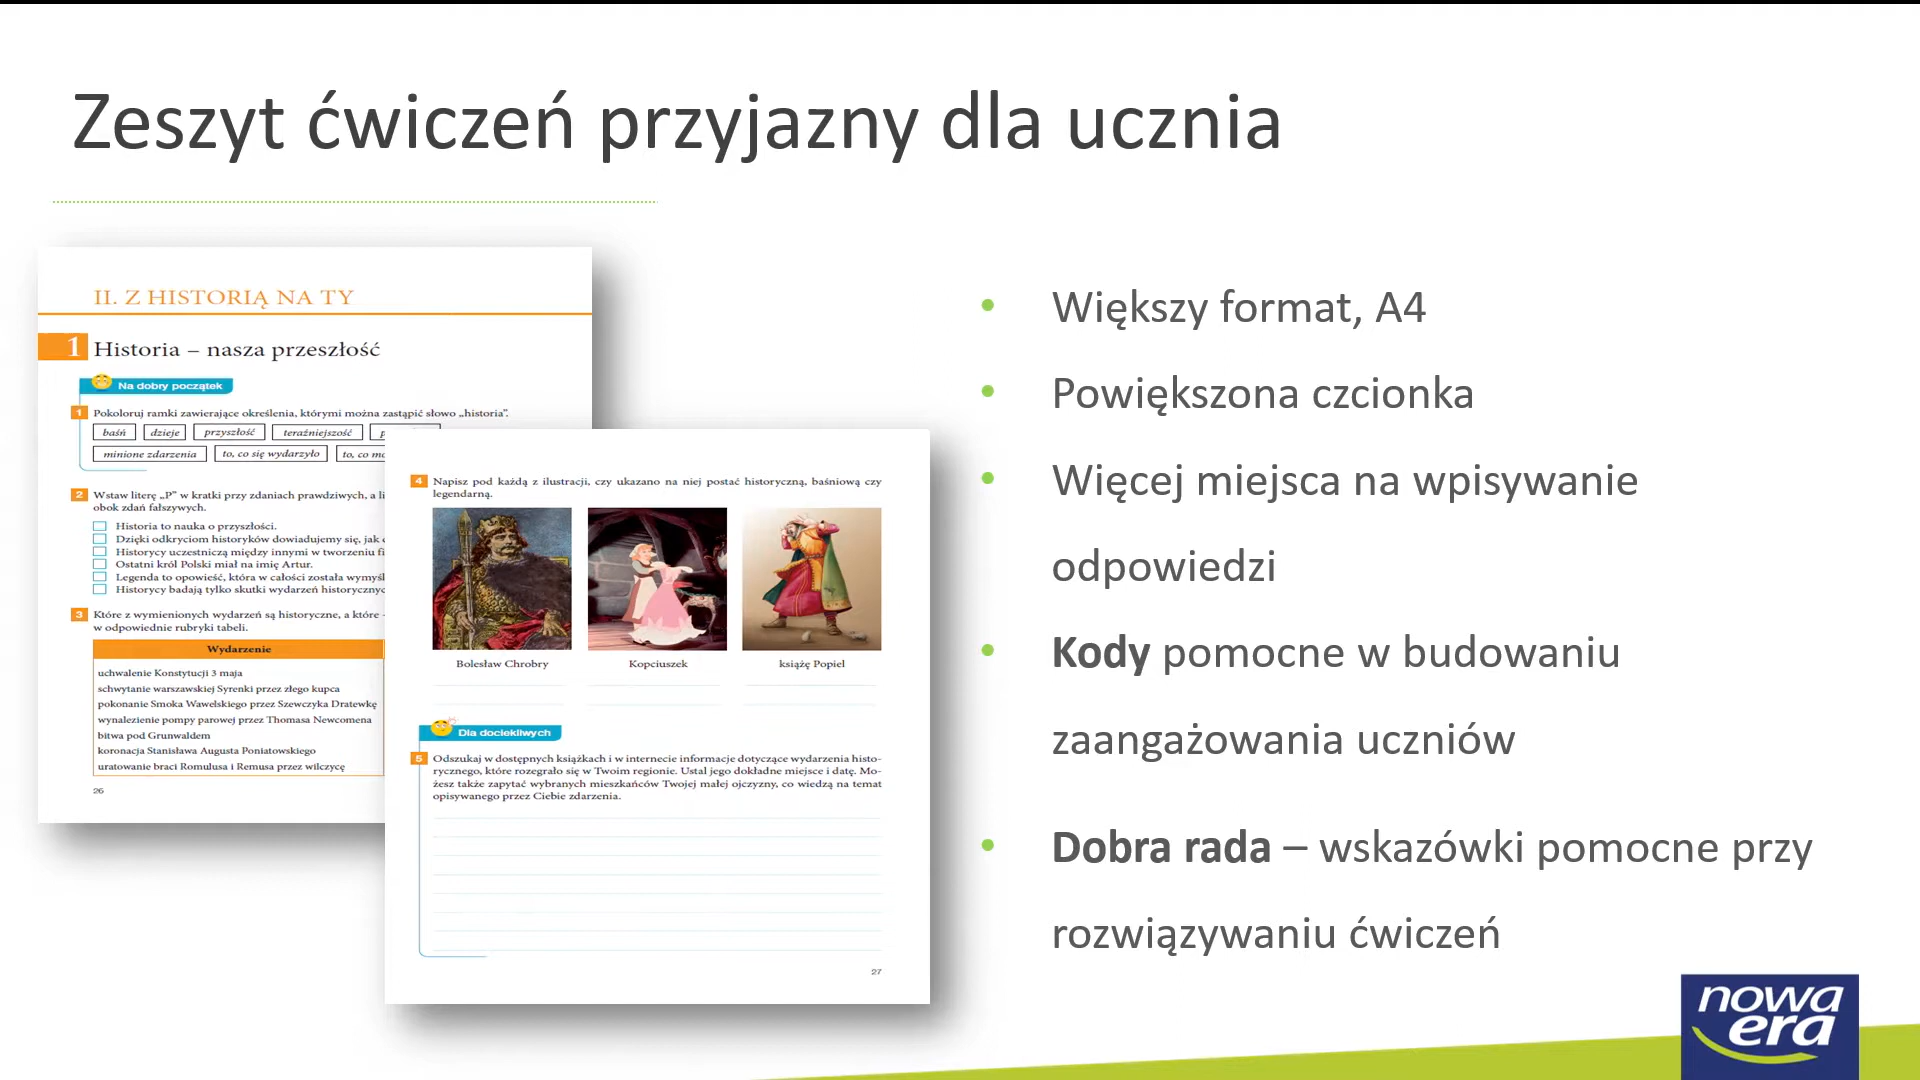 Zeszyt ćwiczeń przyjazny dla ucznia
II. Z HISTORIĄ NA TY
1 Historia – nasza przeszłość
Na dobry początek
1 Pokoloruj ramki zawierające określenia, którymi można zastąpić słowo „historia”.
baśń dzieje przyszłość teraźniejszość
minione zdarzenia to, co się wydarzyło to, co
2 Wstaw literę „P” w kratki przy zdaniach prawdziwych, a
obok zdań fałszywych.
Historia to nauka o przyszłości.
Dzięki odkryciom historyków dowiadujemy się, jak
Historycy uczestniczą między innymi w tworzeniu
Ostatni król Polski miał na imię Artur.
Legenda to opowieść, która w całości została
Historycy badają tylko skutki wydarzeń
3 Które z wymienionych wydarzeń są historyczne, a które
w odpowiednie rubryki tabeli.
Wydarzenie
uchwalenie Konstytucji 3 maja
schwytanie warszawskiej Syrenki przez złego kupca
pokonanie Smoka Wawelskiego przez Szewczyka Dratewkę
wynalezienie pompy parowej przez Thomasa Newcomena
bitwa pod Grunwaldem
koronacja Stanisława Augusta Poniatowskiego
uratowanie braci Romulusa i Remusa przez wilczycę
26
4 Napisz pod każdą z ilustracji, czy ukazano na niej postać historyczną, baśniową czy
legendarną.
Bolesław Chrobry Kopciuszek książę Popiel
Dla dociekliwych
5 Odszukaj w dostępnych książkach i w internecie informacje dotyczące wydarzenia histo-
rycznego, które rozegrało się w Twoim regionie. Ustal jego dokładne miejsce i datę. Mo-
żesz także zapytać wybranych mieszkańców Twojej małej ojczyzny, co wiedzą na temat
opisywanego przez Ciebie zdarzenia.
27
• Większy format, A4
• Powiększona czcionka
• Więcej miejsca na wpisywanie
odpowiedzi
• Kody pomocne w budowaniu
zaangażowania uczniów
• Dobra rada – wskazówki pomocne przy
rozwiązywaniu ćwiczeń
nowa
era